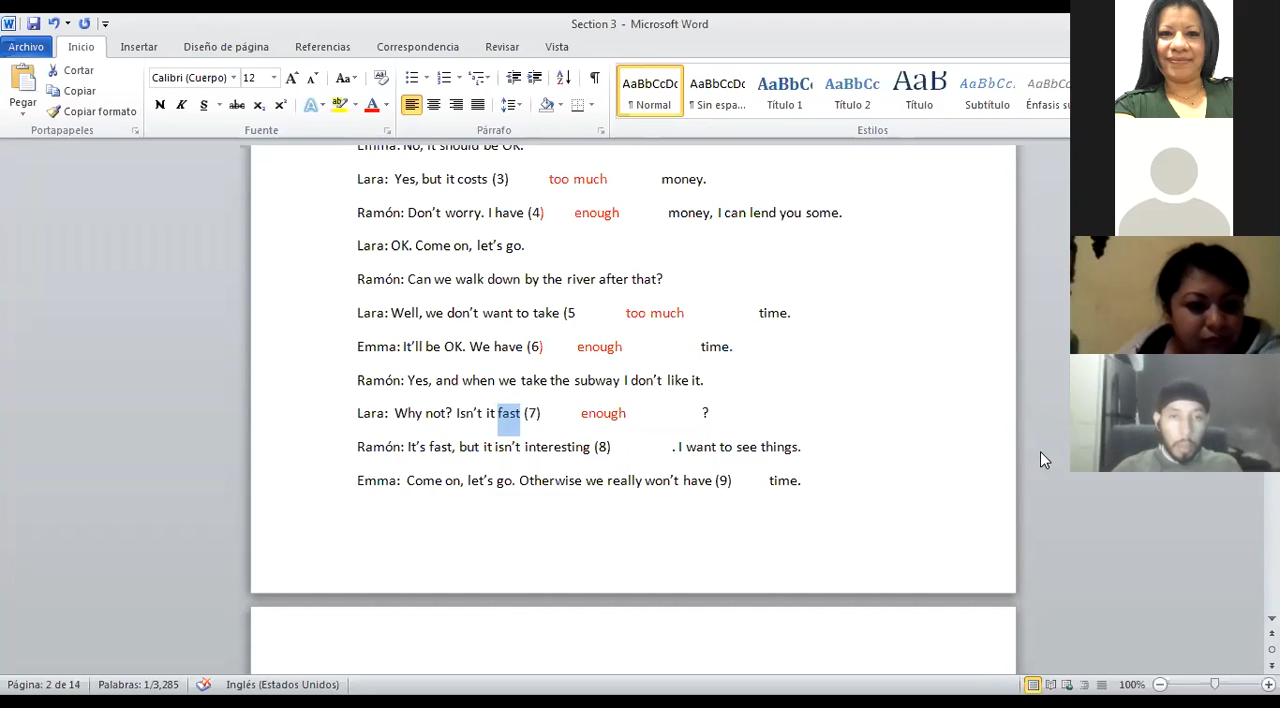 Section 3 - Microsoft Word
Archivo Inicio Insertar Diseño de página Referencias Correspondencia Revisar Vista
Pegar
Cortar
Copiar
Copiar formato
Portapapeles
Calibri (Cuerpo) 12
Fuente
Párrafo
AaBbCcDc AaBbCcDc AaBbC AaBbCc AaB AaBbCc. AaBbCcDc
¶ Normal ¶ Sin espa... Título 1 Título 2 Título Subtítulo Énfasis su
Estilos
Emma: No, it should be OK.
Lara: Yes, but it costs (3) too much money.
Ramón: Don't worry. I have (4) enough money, I can lend you some.
Lara: OK. Come on, let's go.
Ramón: Can we walk down by the river after that?
Lara: Well, we don't want to take (5 too much time.
Emma: It'll be OK. We have (6) enough time.
Ramón: Yes, and when we take the subway I don't like it.
Lara: Why not? Isn't it fast (7) enough ?
Ramón: It's fast, but it isn't interesting (8) . I want to see things.
Emma: Come on, let's go. Otherwise we really won't have (9) time.
Página: 2 de 14 Palabras: 1/3,285 Inglés (Estados Unidos) 100%